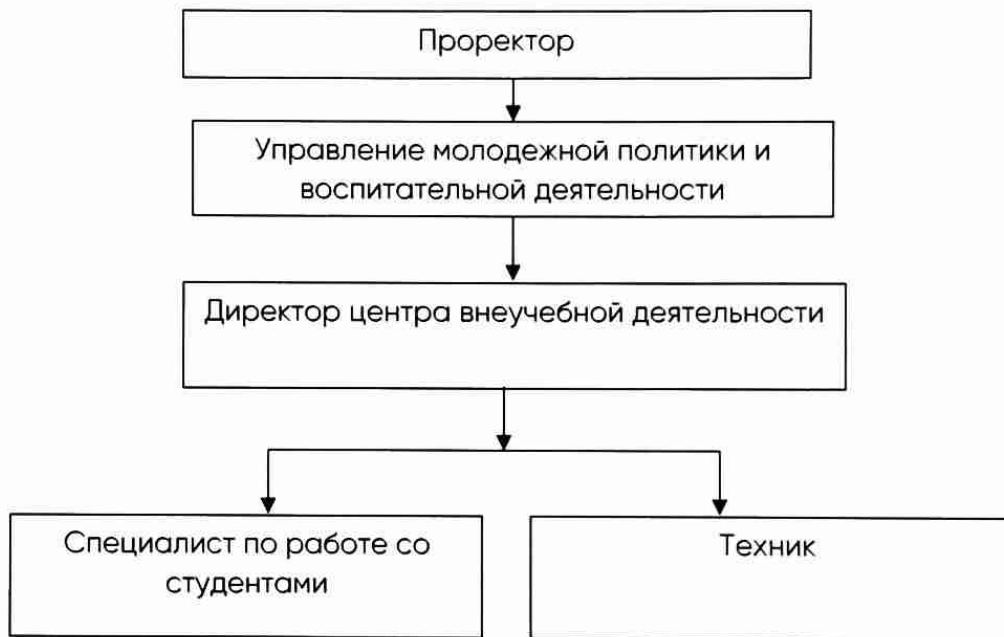 Проректор
Управление молодежной политики и
воспитательной деятельности
Директор центра внеучебной деятельности
Специалист по работе со
студентами
Техник